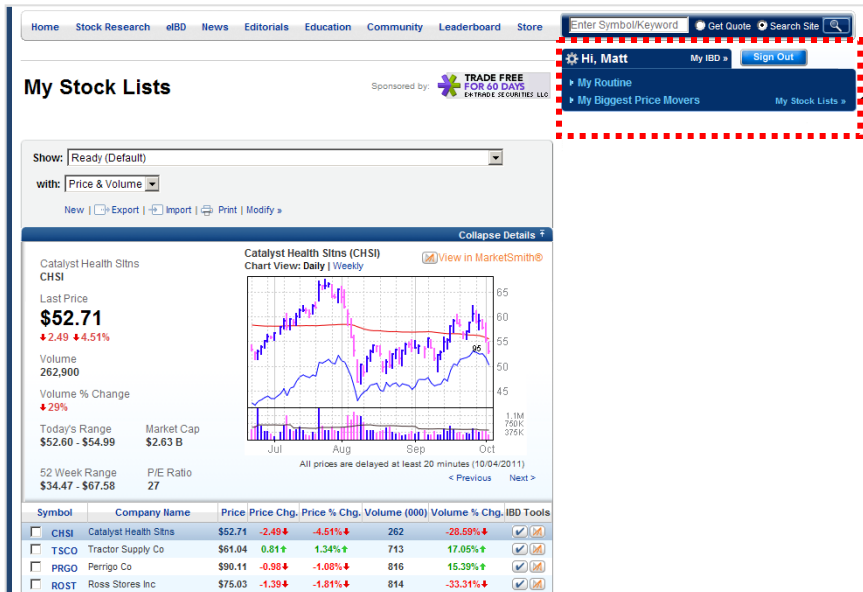 Home Stock Research eIBD News Editorials Education Community Leaderboard Store
Enter Symbol/Keyword Get Quote Search Site
Hi, Matt My IBD » Sign Out
My Routine
My Biggest Price Movers My Stock Lists »
My Stock Lists
Sponsored by: TRADE FREE
FOR 60 DAYS
E*TRADE SECURITIES LLC
Show: Ready (Default)
with: Price & Volume
New | Export | Import | Print | Modify »
Collapse Details
Catalyst Health Sltns
CHSI
Last Price
$52.71
2.49 4.51%
Volume
262,900
Volume % Change
29%
Today's Range Market Cap
$52.60 - $54.99 $2.63 B
52 Week Range P/E Ratio
$34.47 - $67.58 27
Catalyst Health Sltns (CHSI)
Chart View: Daily | Weekly
View in MarketSmith®
65
60
55
50
45
86
1.1M
750K
375K
Jul Aug Sep Oct
All prices are delayed at least 20 minutes (10/04/2011)
< Previous Next >
Symbol Company Name Price Price Chg. Price % Chg. Volume (000) Volume % Chg. IBD Tools
CHSI Catalyst Health Sltns $52.71 -2.49 -4.51% 262 -28.59%
TSCO Tractor Supply Co $61.04 0.81 1.34% 713 17.05%
PRGO Perrigo Co $90.11 -0.98 -1.08% 816 15.39%
ROST Ross Stores Inc $75.03 -1.39 -1.81% 814 -33.31%